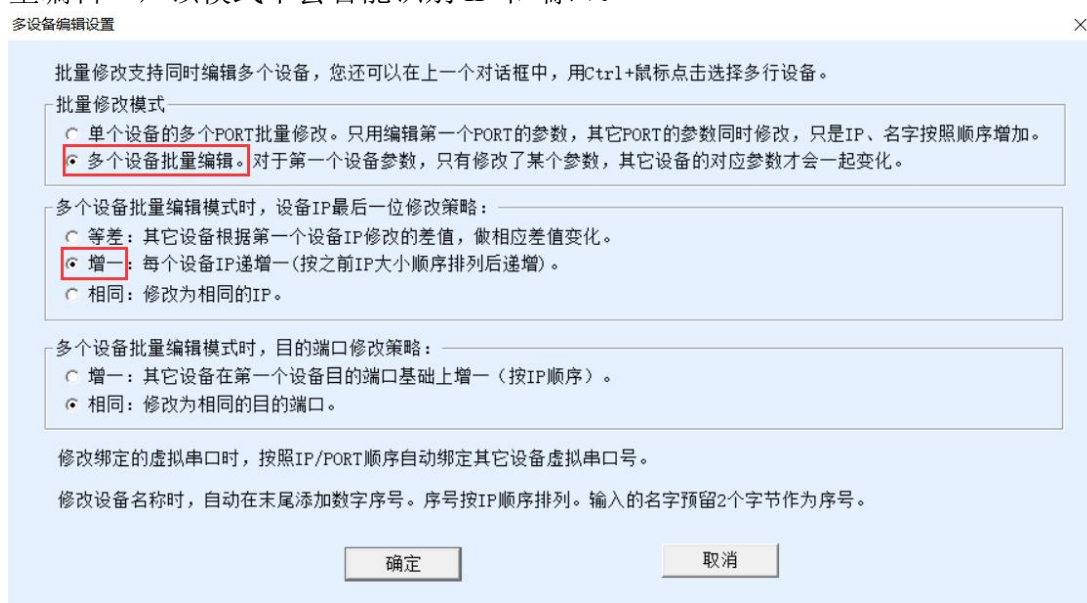 多设备编辑设置
批量修改支持同时编辑多个设备，您还可以在上一个对话框中，用Ctrl+鼠标点击选择多行设备。
批量修改模式
单个设备的多个PORT批量修改。只用编辑第一个PORT的参数，其它PORT的参数同时修改，只是IP、名字按照顺序增加。
多个设备批量编辑。对于第一个设备参数，只有修改了某个参数，其它设备的对应参数才会一起变化。
多个设备批量编辑模式时，设备IP最后一位修改策略：
等差：其它设备根据第一个设备IP修改的差值，做相应差值变化。
增一：每个设备IP递增一(按之前IP大小顺序排列后递增)。
相同：修改为相同的IP。
多个设备批量编辑模式时，目的端口修改策略：
增一：其它设备在第一个设备目的端口基础上增一（按IP顺序）。
相同：修改为相同的目的端口。
修改绑定的虚拟串口时，按照IP/PORT顺序自动绑定其它设备虚拟串口号。
修改设备名称时，自动在末尾添加数字序号。序号按IP顺序排列。输入的名字预留2个字节作为序号。
确定
取消